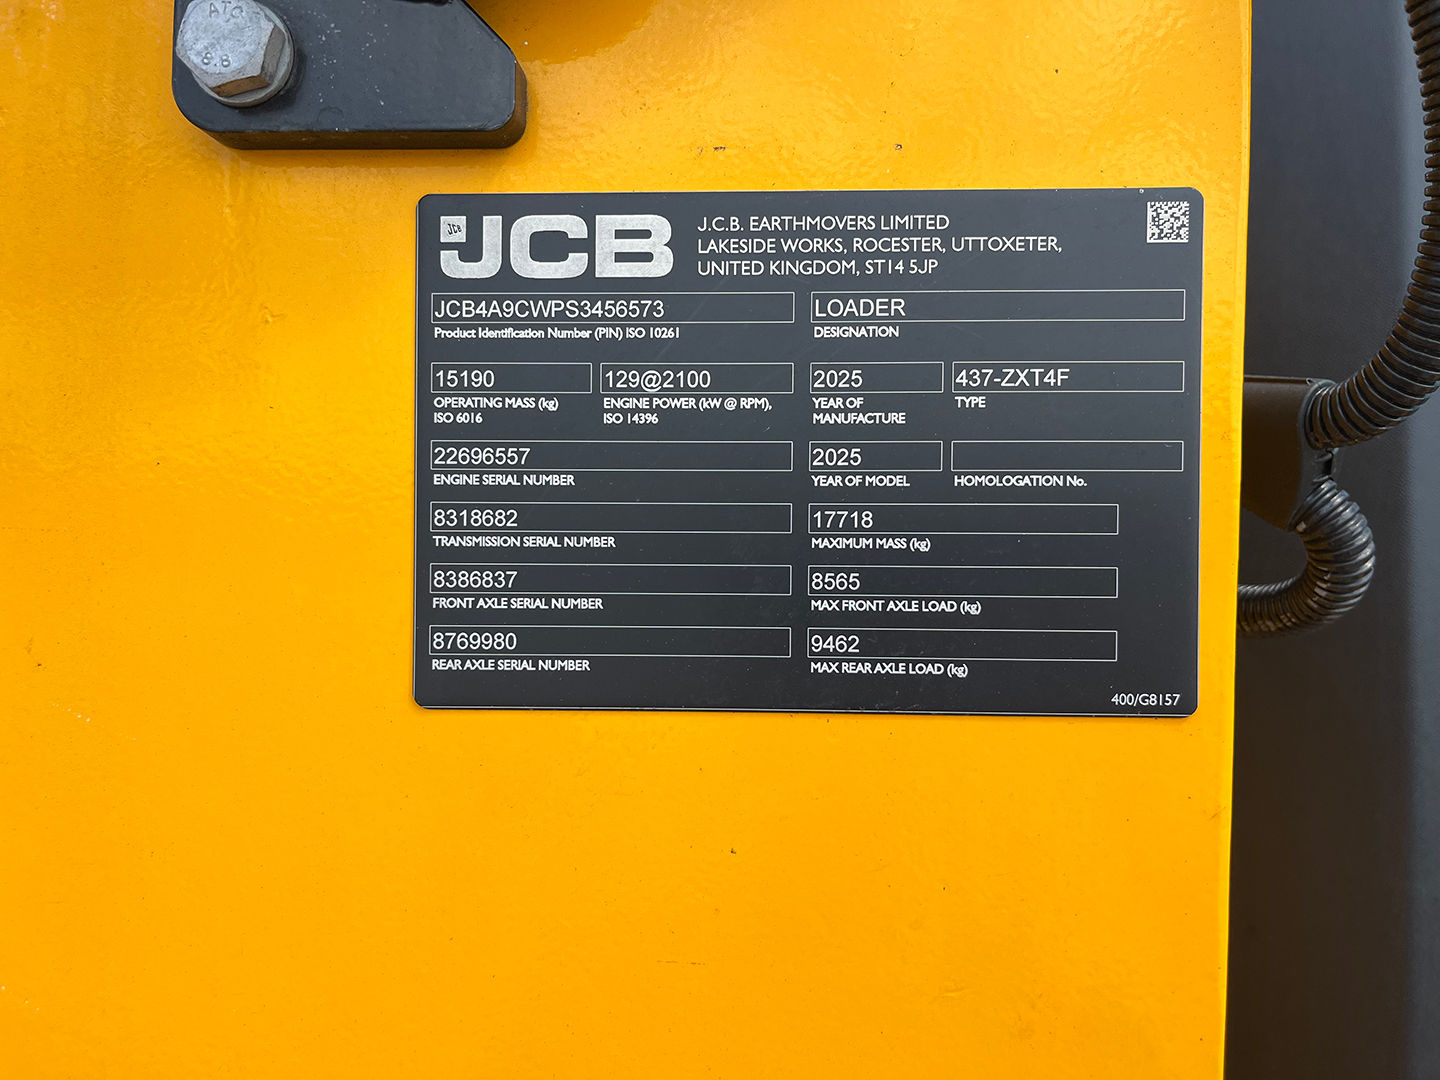 ATC
8.8
JCB
JCB
J.C.B. EARTHMOVERS LIMITED
LAKESIDE WORKS, ROCESTER, UTTOXETER,
UNITED KINGDOM, ST14 5JP
JCB4A9CWPS3456573
Product Identification Number (PIN) ISO 10261
LOADER
DESIGNATION
15190
OPERATING MASS (kg)
ISO 6016
129@2100
ENGINE POWER (kW @ RPM),
ISO 14396
2025
YEAR OF
MANUFACTURE
437-ZXT4F
TYPE
22696557
ENGINE SERIAL NUMBER
2025
YEAR OF MODEL
HOMOLOGATION No.
8318682
TRANSMISSION SERIAL NUMBER
17718
MAXIMUM MASS (kg)
8386837
FRONT AXLE SERIAL NUMBER
8565
MAX FRONT AXLE LOAD (kg)
8769980
REAR AXLE SERIAL NUMBER
9462
MAX REAR AXLE LOAD (kg)
400/G8157